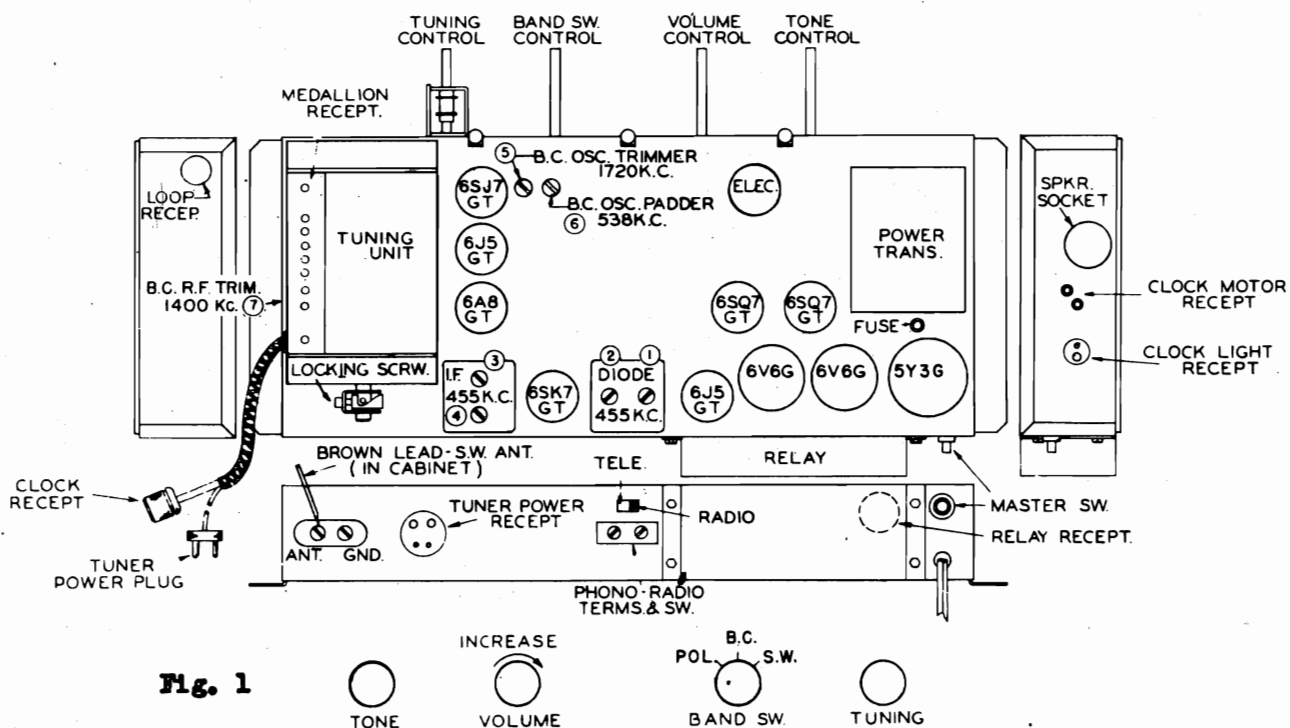 TUNING
CONTROL
BAND SW.
CONTROL
VOLUME
CONTROL
TONE
CONTROL
MEDALLION
RECEPT.
LOOP
RECEP.
TUNING
UNIT
B.C. R.F. TRIM.
1400 Kc. 7
LOCKING SCRW.
5 B.C. OSC. TRIMMER
1720K.C.
B.C. OSC. PADDER
6 538K.C.
6SJ7
GT
6J5
GT
6A8
GT
ELEC.
POWER
TRANS.
6SQ7
GT
6SQ7
GT
FUSE
SPKR.
SOCKET
CLOCK MOTOR
RECEPT
CLOCK LIGHT
RECEPT
3
I.F.
455K.C.
4
6SK7
GT
2 1
DIODE
455K.C.
6J5
GT
6V6G
6V6G
5Y3G
BROWN LEAD-S.W. ANT.
(IN CABINET)
TELE.
RELAY
CLOCK
RECEPT
TUNER
POWER PLUG
ANT. GND.
TUNER POWER
RECEPT
RADIO
MASTER SW.
RELAY RECEPT.
PHONO-RADIO
TERMS. & SW.
Fig. 1
TONE
INCREASE
VOLUME
POL. B.C. S.W.
BAND SW.
TUNING